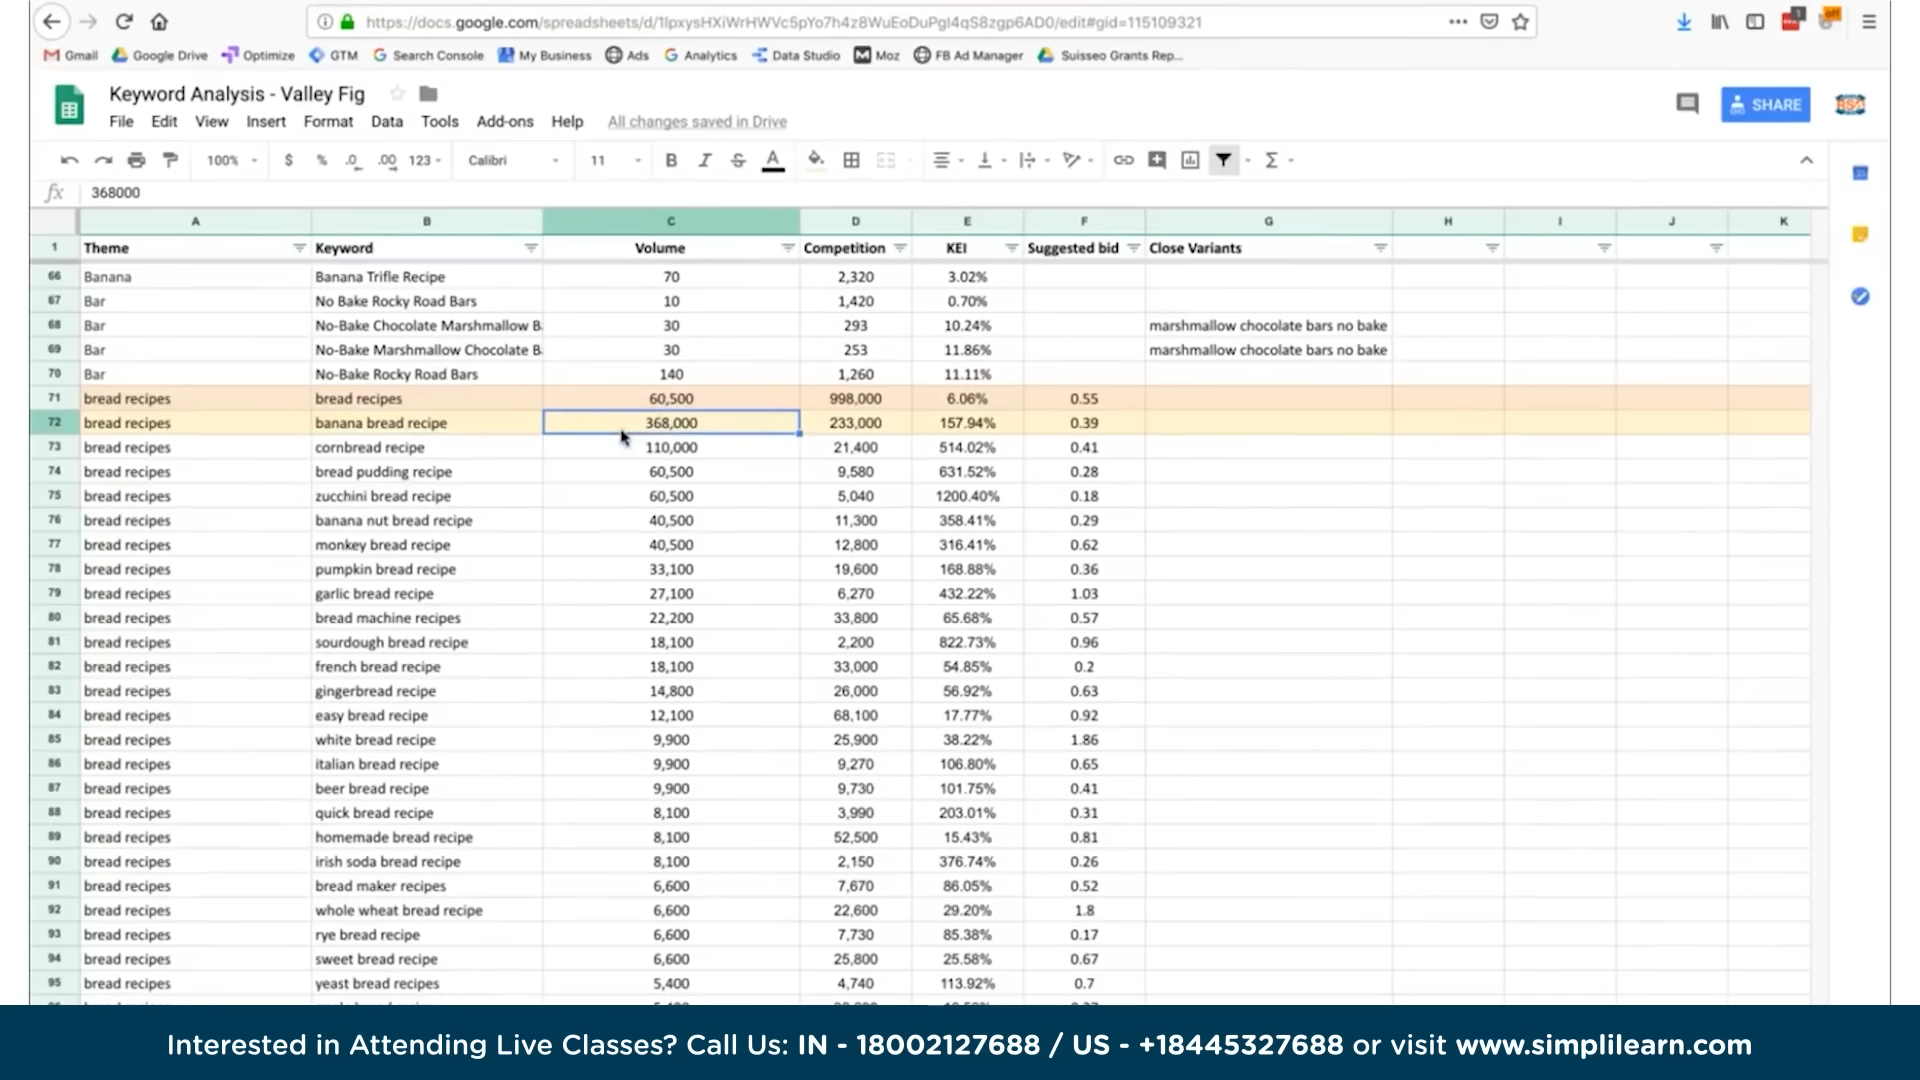 https://docs.google.com/spreadsheets/d/1lpxysHXiWrHWVc5pYo7h4z8WuEoDuPgI4qS8zgp6AD0/edit#gid=115109321
Gmail Google Drive Optimize GTM Search Console My Business Ads Analytics Data Studio Moz FB Ad Manager Suisseo Grants Rep...
Keyword Analysis - Valley Fig
SHARE
File Edit View Insert Format Data Tools Add-ons Help All changes saved in Drive
100% $ % .0 .00 123 Calibri 11 B I S A
fx 368000
A B C D E F G H I J K
1 Theme Keyword Volume Competition KEI Suggested bid Close Variants
66 Banana Banana Trifle Recipe 70 2,320 3.02%
67 Bar No Bake Rocky Road Bars 10 1,420 0.70%
68 Bar No-Bake Chocolate Marshmallow B 30 293 10.24% marshmallow chocolate bars no bake
69 Bar No-Bake Marshmallow Chocolate B 30 253 11.86% marshmallow chocolate bars no bake
70 Bar No-Bake Rocky Road Bars 140 1,260 11.11%
71 bread recipes bread recipes 60,500 998,000 6.06% 0.55
72 bread recipes banana bread recipe 368,000 233,000 157.94% 0.39
73 bread recipes cornbread recipe 110,000 21,400 514.02% 0.41
74 bread recipes bread pudding recipe 60,500 9,580 631.52% 0.28
75 bread recipes zucchini bread recipe 60,500 5,040 1200.40% 0.18
76 bread recipes banana nut bread recipe 40,500 11,300 358.41% 0.29
77 bread recipes monkey bread recipe 40,500 12,800 316.41% 0.62
78 bread recipes pumpkin bread recipe 33,100 19,600 168.88% 0.36
79 bread recipes garlic bread recipe 27,100 6,270 432.22% 1.03
80 bread recipes bread machine recipes 22,200 33,800 65.68% 0.57
81 bread recipes sourdough bread recipe 18,100 2,200 822.73% 0.96
82 bread recipes french bread recipe 18,100 33,000 54.85% 0.2
83 bread recipes gingerbread recipe 14,800 26,000 56.92% 0.63
84 bread recipes easy bread recipe 12,100 68,100 17.77% 0.92
85 bread recipes white bread recipe 9,900 25,900 38.22% 1.86
86 bread recipes italian bread recipe 9,900 9,270 106.80% 0.65
87 bread recipes beer bread recipe 9,900 9,730 101.75% 0.41
88 bread recipes quick bread recipe 8,100 3,990 203.01% 0.31
89 bread recipes homemade bread recipe 8,100 52,500 15.43% 0.81
90 bread recipes irish soda bread recipe 8,100 2,150 376.74% 0.26
91 bread recipes bread maker recipes 6,600 7,670 86.05% 0.52
92 bread recipes whole wheat bread recipe 6,600 22,600 29.20% 1.8
93 bread recipes rye bread recipe 6,600 7,730 85.38% 0.17
94 bread recipes sweet bread recipe 6,600 25,800 25.58% 0.67
95 bread recipes yeast bread recipes 5,400 4,740 113.92% 0.7
Interested in Attending Live Classes? Call Us: IN - 18002127688 / US - +18445327688 or visit www.simplilearn.com